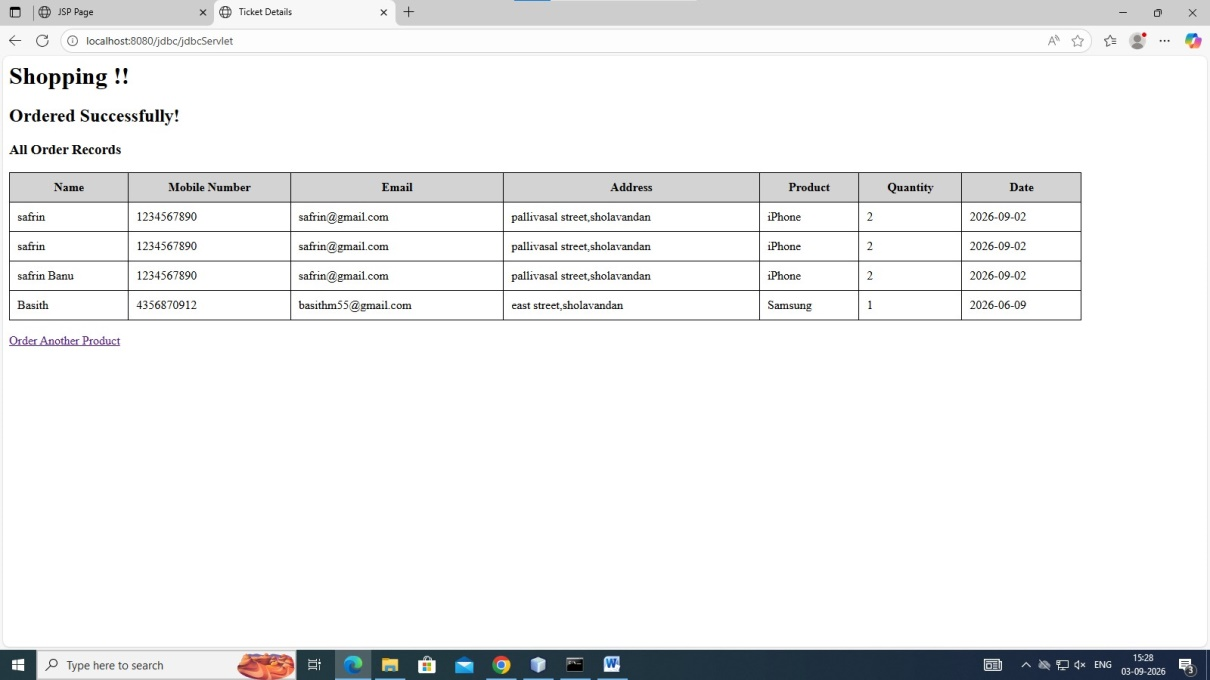 JSP Page
Ticket Details
localhost:8080/jdbc/jdbcServlet
Shopping !!
Ordered Successfully!
All Order Records
Name Mobile Number Email Address Product Quantity Date
safrin 1234567890 safrin@gmail.com pallivasal street,sholavandan iPhone 2 2026-09-02
safrin 1234567890 safrin@gmail.com pallivasal street,sholavandan iPhone 2 2026-09-02
safrin Banu 1234567890 safrin@gmail.com pallivasal street,sholavandan iPhone 2 2026-09-02
Basith 4356870912 basithm55@gmail.com east street,sholavandan Samsung 1 2026-06-09
Order Another Product
Type here to search
ENG
15:28
03-09-2026
3